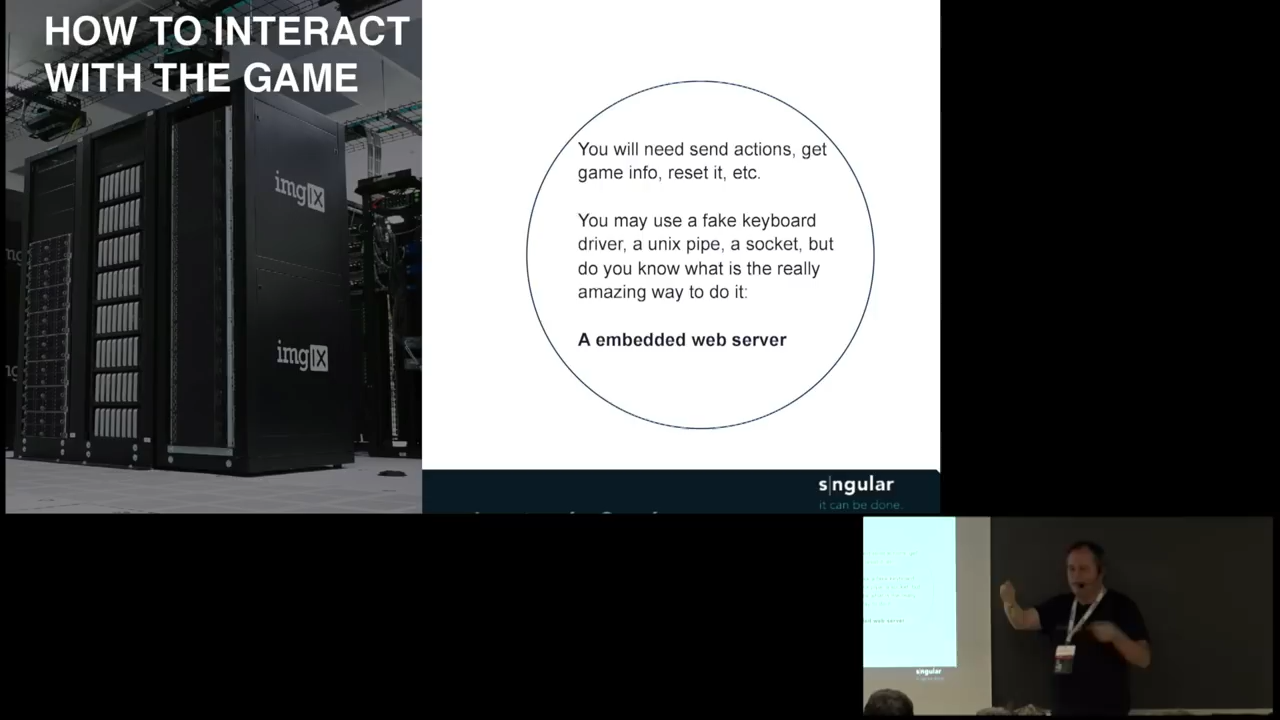 HOW TO INTERACT
WITH THE GAME
imgIX
imgIX
You will need send actions, get
game info, reset it, etc.
You may use a fake keyboard
driver, a unix pipe, a socket, but
do you know what is the really
amazing way to do it:
A embedded web server
s|ngular
it can be done.
s|ngular